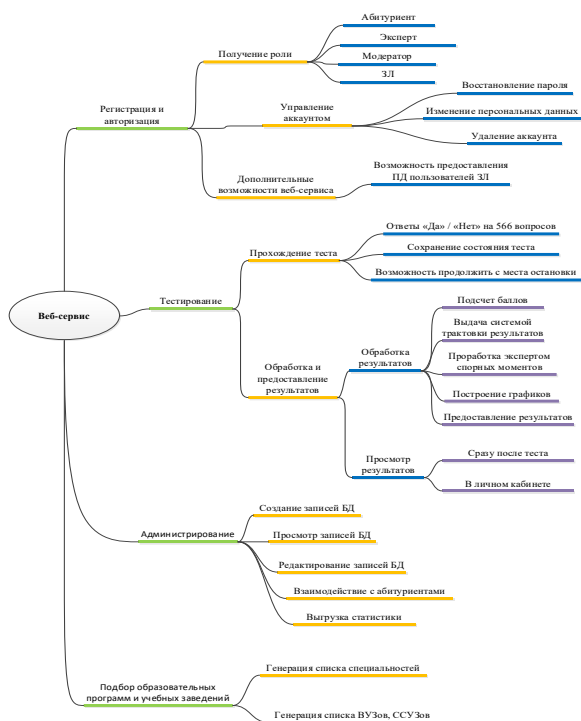 Абитуриент
Эксперт
Получение роли
Модератор
ЗЛ
Восстановление пароля
Регистрация и
авторизация
Управление
аккаунтом
Изменение персональных данных
Удаление аккаунта
Дополнительные
возможности веб-сервиса
Возможность предоставления
ПД пользователей ЗЛ
Ответы «Да» / «Нет» на 566 вопросов
Прохождение теста
Сохранение состояния теста
Возможность продолжить с места остановки
Тестирование
Веб-сервис
Подсчет баллов
Выдача системой
трактовки результатов
Обработка
результатов
Проработка экспертом
спорных моментов
Обработка и
предоставление
результатов
Построение графиков
Предоставление результатов
Просмотр
результатов
Сразу после теста
В личном кабинете
Создание записей БД
Администрирование
Просмотр записей БД
Редактирование записей БД
Взаимодействие с абитуриентами
Выгрузка статистики
Подбор образовательных
программ и учебных заведений
Генерация списка специальностей
Генерация списка ВУЗов, ССУЗов